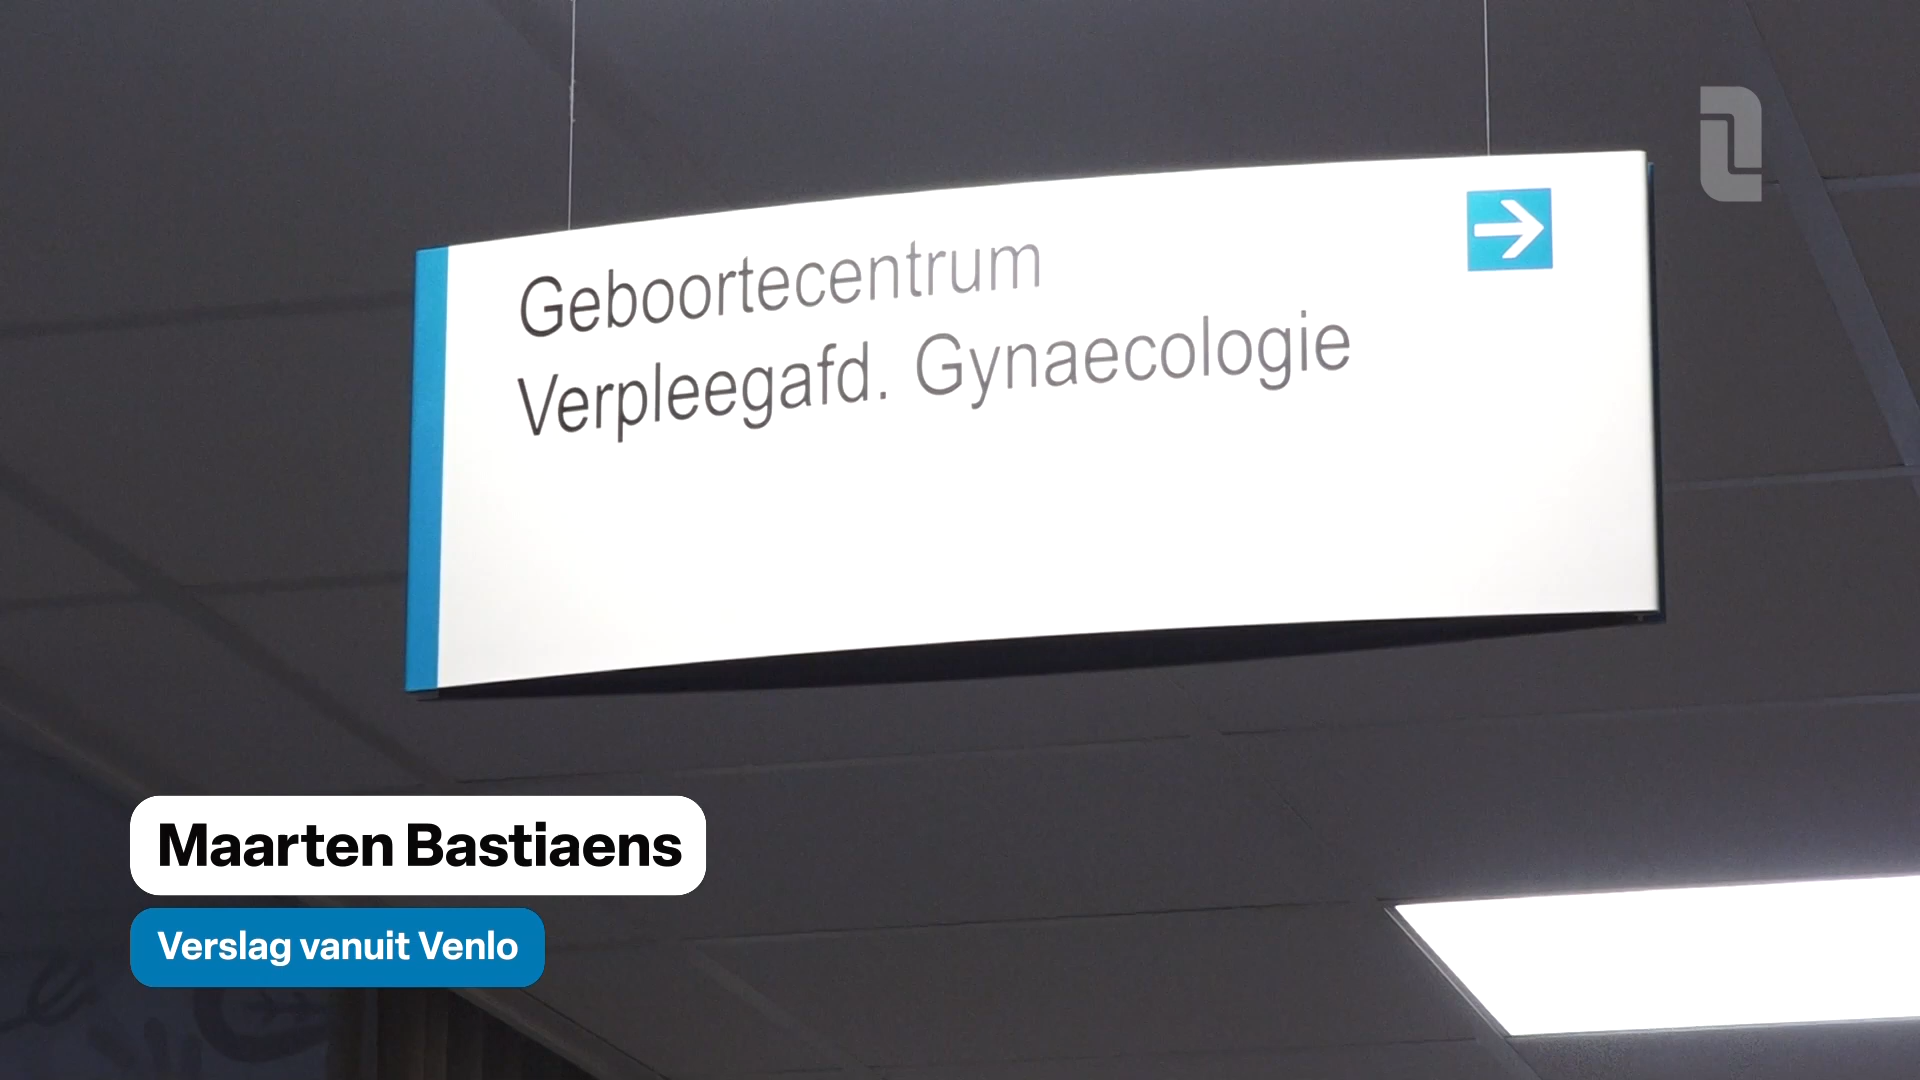 Geboortecentrum
Verpleegafd. Gynaecologie
Maarten Bastiaens
Verslag vanuit Venlo